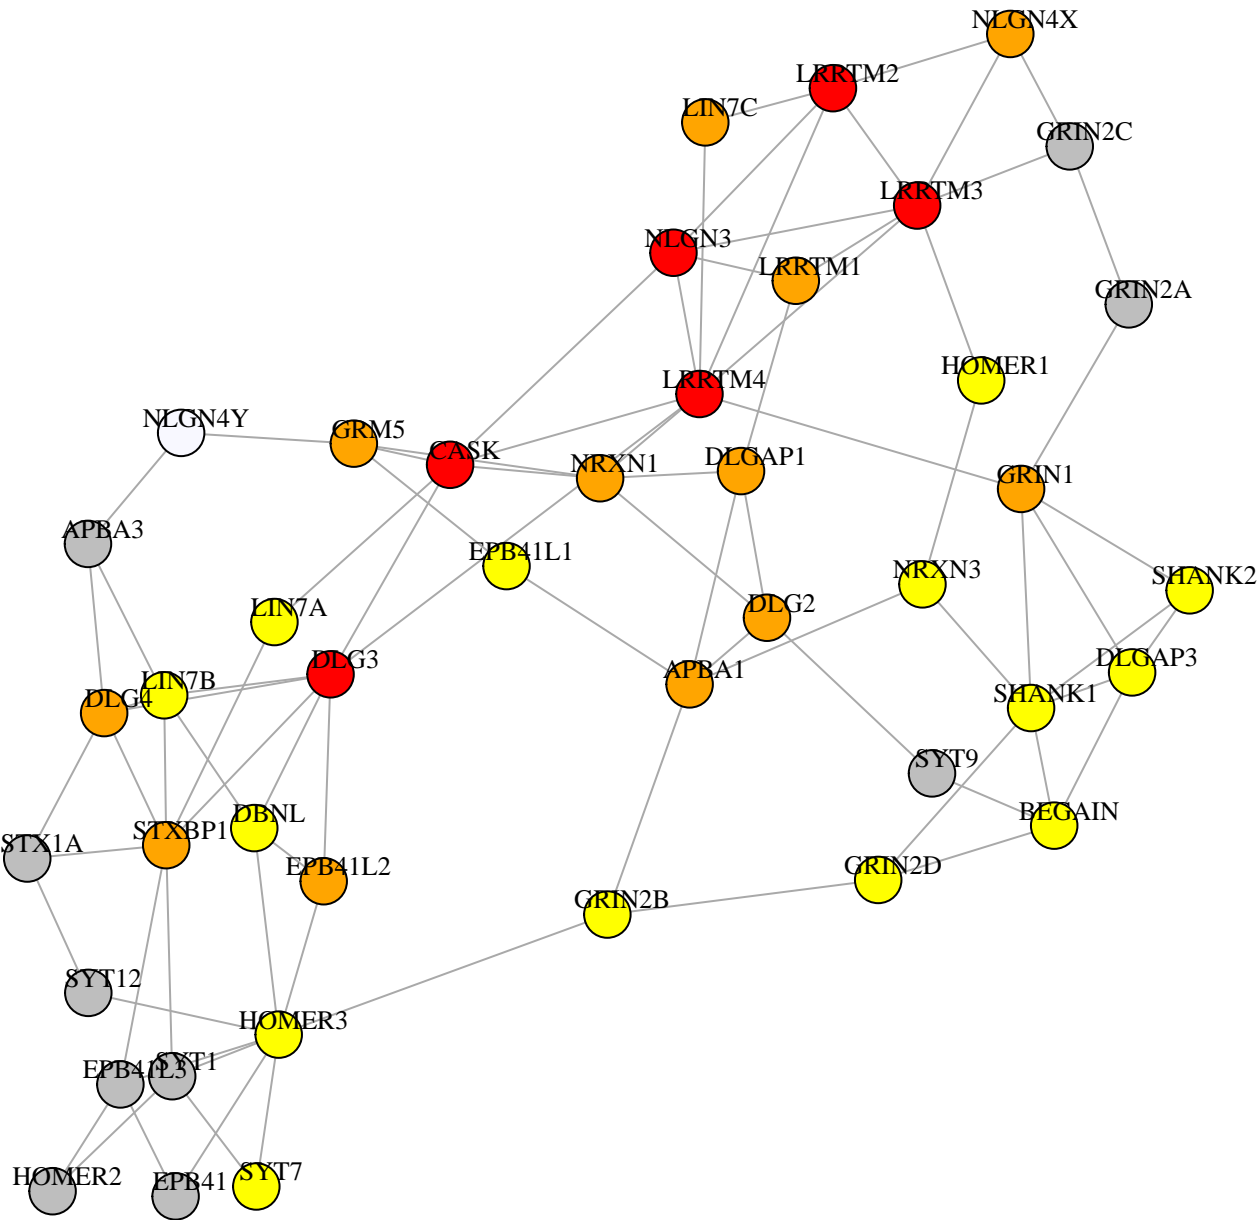 NLGN4X
LRRTM2
LIN7C
GRIN2C
LRRTM3
NLGN3
LRRTM1
GRIN2A
HOMER1
LRRTM4
NLGN4Y
GRM5
CASK
NRXN1
DLGAP1
GRIN1
APBA3
EPB41L1
NRXN3
SHANK2
LIN7A
DLG2
DLG3
APBA1
DLGAP3
LIN7B
DLG4
SHANK1
SYT9
DBNL
BEGAIN
STX1A
STXBP1
EPB41L2
GRIN2D
GRIN2B
SYT12
HOMER3
SYT1
EPB41L3
HOMER2
EPB41
SYT7